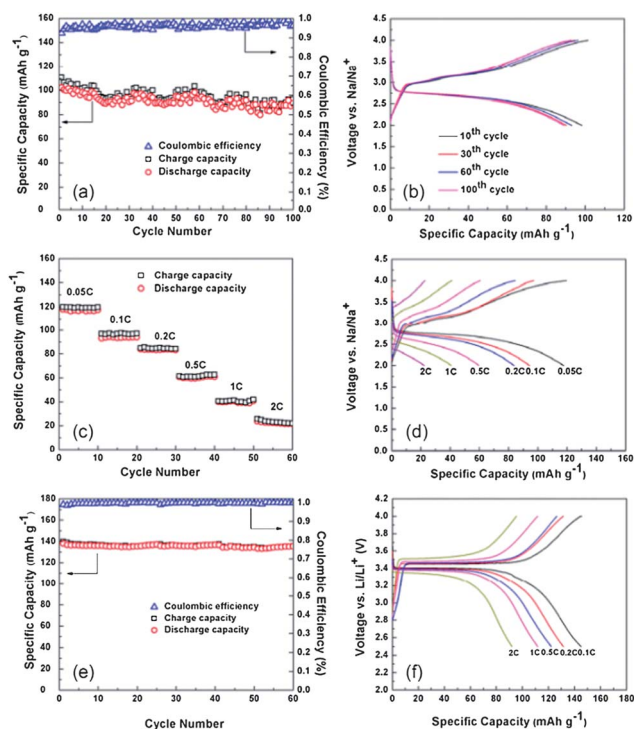 160
140
120
100
80
60
40
20
0
Specific Capacity (mAh g⁻¹)
1.0
0.9
0.8
0.7
0.6
0.5
0.4
0.3
0.2
0.1
0.0
Coulombic Efficiency (%)
Coulombic efficiency
Charge capacity
Discharge capacity
(a)
0 10 20 30 40 50 60 70 80 90 100
Cycle Number
4.5
4.0
3.5
3.0
2.5
2.0
1.5
Voltage vs. Na/Na⁺
10th cycle
30th cycle
60th cycle
100th cycle
(b)
0 20 40 60 80 100 120
Specific Capacity (mAh g⁻¹)
160
140
120
100
80
60
40
20
0
Specific Capacity (mAh g⁻¹)
Charge capacity
Discharge capacity
0.05C
0.1C
0.2C
0.5C
1C
2C
(c)
0 10 20 30 40 50 60
Cycle Number
4.5
4.0
3.5
3.0
2.5
2.0
1.5
1.0
Voltage vs. Na/Na⁺
2C 1C 0.5C 0.2C 0.1C 0.05C
(d)
0 20 40 60 80 100 120 140 160
Specific Capacity (mAh g⁻¹)
180
160
140
120
100
80
60
40
20
0
Specific Capacity (mAh g⁻¹)
1.0
0.8
0.6
0.4
0.2
0.0
Coulombic Efficiency (%)
Coulombic efficiency
Charge capacity
Discharge capacity
(e)
0 10 20 30 40 50 60
Cycle Number
4.2
4.0
3.8
3.6
3.4
3.2
3.0
2.8
2.6
2.4
2.2
2.0
Voltage vs. Li/Li⁺ (V)
2C 1C 0.5C 0.2C 0.1C
(f)
0 20 40 60 80 100 120 140 160 180
Specific Capacity (mAh g⁻¹)